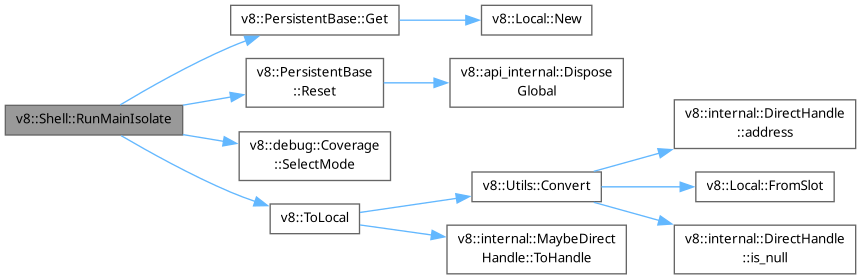 v8::PersistentBase::Get
v8::Local::New
v8::PersistentBase
::Reset
v8::api_internal::Dispose
Global
v8::Shell::RunMainIsolate
v8::debug::Coverage
::SelectMode
v8::internal::DirectHandle
::address
v8::Utils::Convert
v8::Local::FromSlot
v8::ToLocal
v8::internal::MaybeDirect
Handle::ToHandle
v8::internal::DirectHandle
::is_null